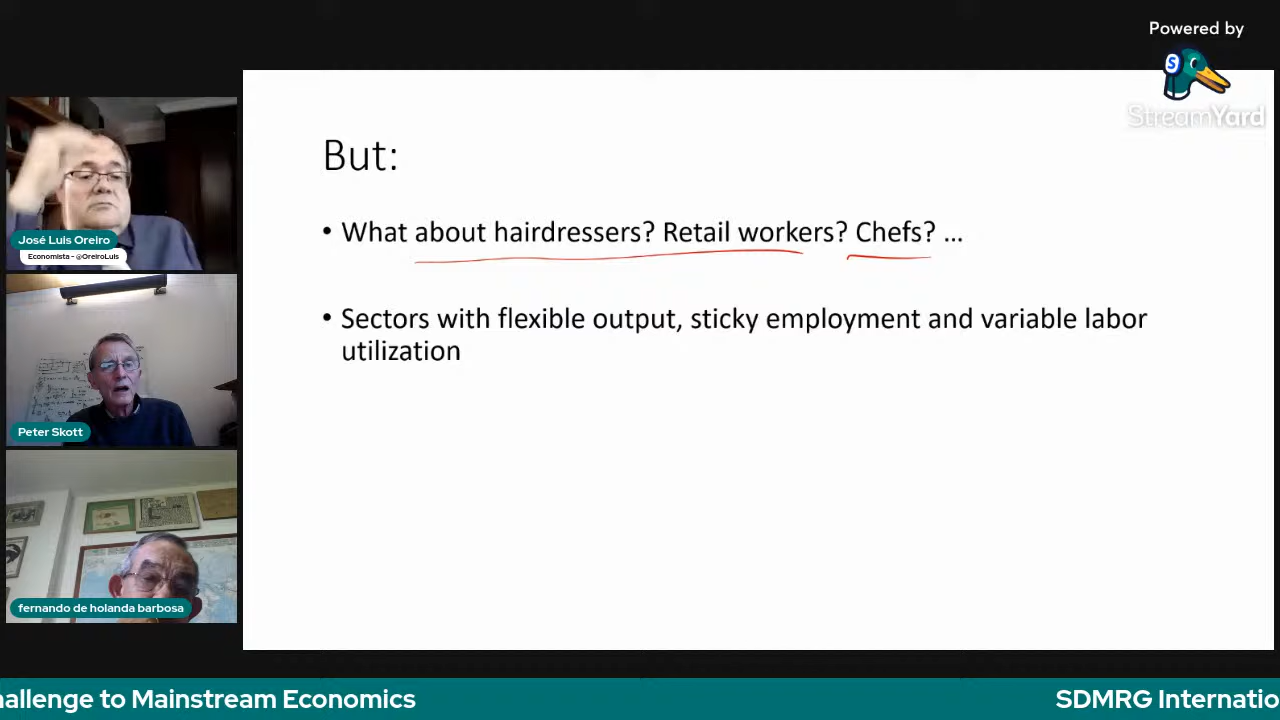 Powered by
StreamYard
But:
• What about hairdressers? Retail workers? Chefs? ...
• Sectors with flexible output, sticky employment and variable labor
utilization
José Luis Oreiro
Economista - @OreiroLuis
Peter Skott
fernando de holanda barbosa
hallenge to Mainstream Economics
SDMRG Internatio